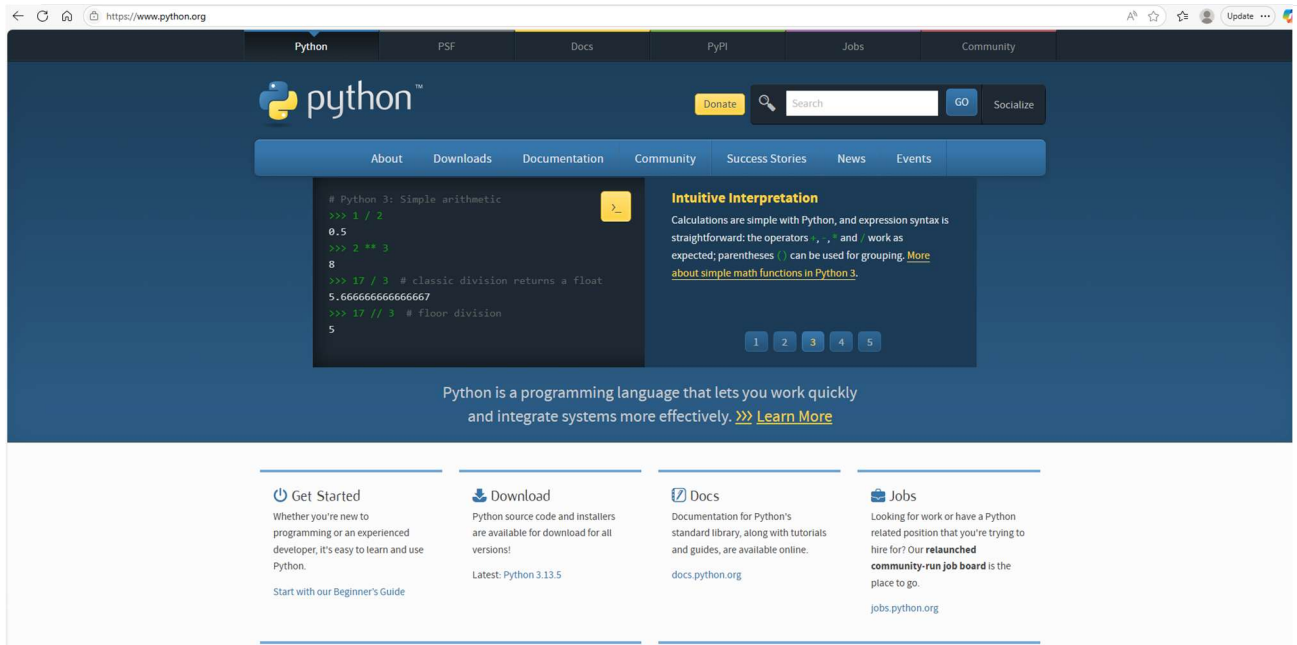 https://www.python.org
Update
Python PSF Docs PyPI Jobs Community
python™
Donate
Search
GO
Socialize
About Downloads Documentation Community Success Stories News Events
# Python 3: Simple arithmetic
>>> 1 / 2
0.5
>>> 2 ** 3
8
>>> 17 / 3 # classic division returns a float
5.666666666666667
>>> 17 // 3 # floor division
5
>_
Intuitive Interpretation
Calculations are simple with Python, and expression syntax is
straightforward: the operators +, -, * and / work as
expected; parentheses () can be used for grouping. More
about simple math functions in Python 3.
1 2 3 4 5
Python is a programming language that lets you work quickly
and integrate systems more effectively. >>> Learn More
Get Started
Whether you're new to
programming or an experienced
developer, it's easy to learn and use
Python.
Start with our Beginner's Guide
Download
Python source code and installers
are available for download for all
versions!
Latest: Python 3.13.5
Docs
Documentation for Python's
standard library, along with tutorials
and guides, are available online.
docs.python.org
Jobs
Looking for work or have a Python
related position that you're trying to
hire for? Our relaunched
community-run job board is the
place to go.
jobs.python.org